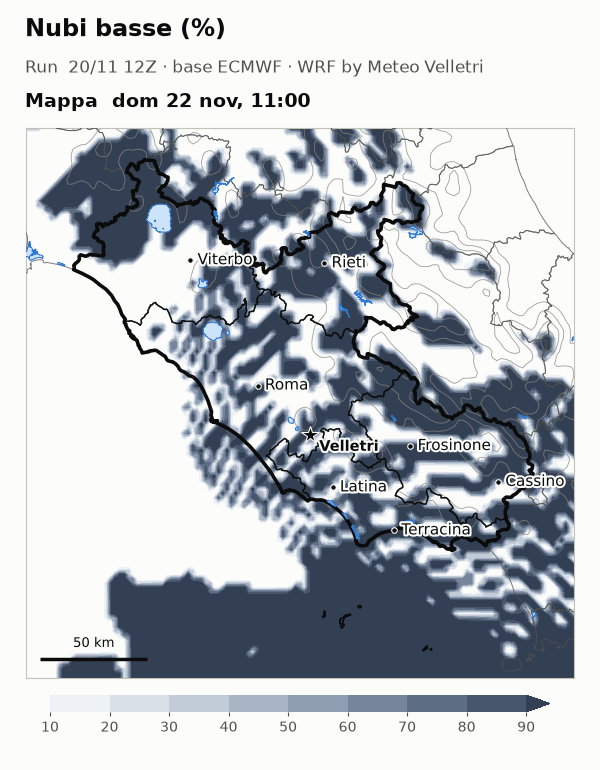 Nubi basse (%)
Run  20/11 12Z · base ECMWF · WRF by Meteo Velletri
Mappa  dom 22 nov, 11:00
Viterbo
Rieti
Roma
Velletri
Frosinone
Latina
Cassino
Terracina
50 km
10 20 30 40 50 60 70 80 90